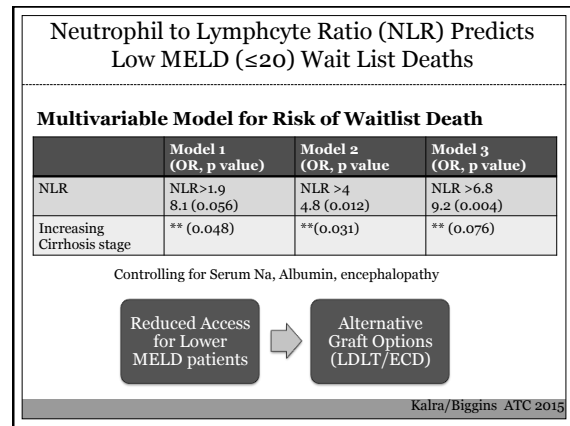 Neutrophil to Lymphcyte Ratio (NLR) Predicts
Low MELD (≤20) Wait List Deaths
Multivariable Model for Risk of Waitlist Death
Model 1 Model 2 Model 3
(OR, p value) (OR, p value (OR, p value)
NLR NLR>1.9 NLR >4 NLR >6.8
8.1 (0.056) 4.8 (0.012) 9.2 (0.004)
Increasing ** (0.048) **(0.031) ** (0.076)
Cirrhosis stage
Controlling for Serum Na, Albumin, encephalopathy
Reduced Access
for Lower
MELD patients
Alternative
Graft Options
(LDLT/ECD)
Kalra/Biggins ATC 2015